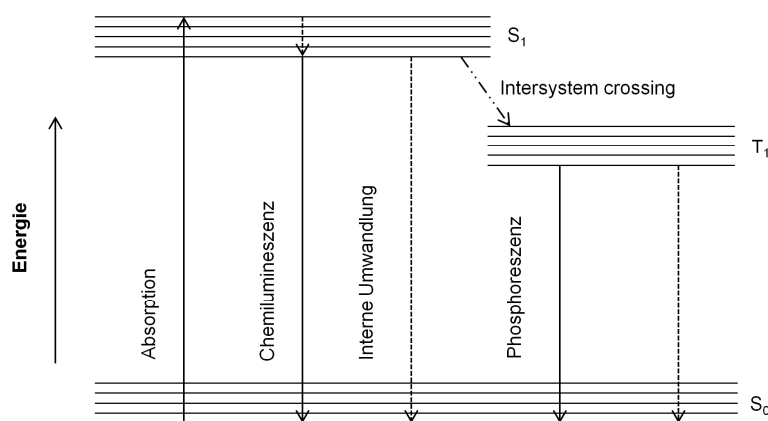 S₁
Intersystem crossing
T₁
Energie
Absorption
Chemilumineszenz
Interne Umwandlung
Phosphoreszenz
S₀